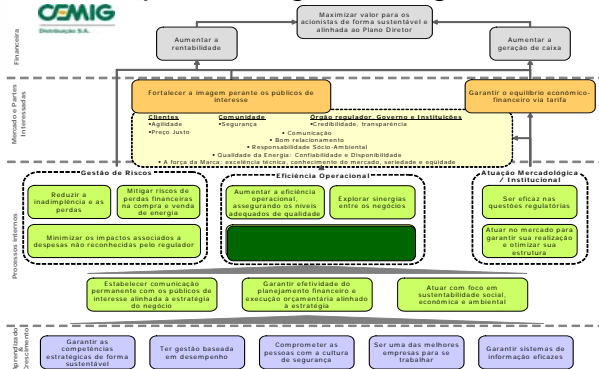 CEMIG
Distribuição S.A.
Financeira
Maximizar valor para os
acionistas de forma sustentável e
alinhada ao Plano Diretor
Aumentar a
rentabilidade
Aumentar a
geração de caixa
Mercado e Partes
Interessadas
Fortalecer a imagem perante os públicos de
interesse
Garantir o equilíbrio econômico-
financeiro via tarifa
Clientes
•Agilidade
•Preço Justo
Comunidade
•Segurança
Órgão regulador, Governo e Instituições
•Credibilidade, transparência
• Comunicação
• Bom relacionamento
• Responsabilidade Sócio-Ambiental
• Qualidade da Energia: Confiabilidade e Disponibilidade
• A força da Marca: excelência técnica, conhecimento do mercado, seriedade e eqüidade
Processos Internos
Gestão de Riscos
Reduzir a
inadimplência e as
perdas
Mitigar riscos de
perdas financeiras
na compra e venda
de energia
Minimizar os impactos associados a
despesas não reconhecidas pelo regulador
Eficiência Operacional
Aumentar a eficiência
operacional,
assegurando os níveis
adequados de qualidade
Explorar sinergias
entre os negócios
Atuação Mercadológica
/ Institucional
Ser eficaz nas
questões regulatórias
Atuar no mercado para
garantir sua realização
e otimizar sua
estrutura
Estabelecer comunicação
permanente com os públicos de
interesse alinhada à estratégia
do negócio
Garantir efetividade do
planejamento financeiro e
execução orçamentária alinhado
à estratégia
Atuar com foco em
sustentabilidade social,
econômica e ambiental
Aprendizado
e
Crescimento
Garantir as
competências
estratégicas de forma
sustentável
Ter gestão baseada
em desempenho
Comprometer as
pessoas com a cultura
de segurança
Ser uma das melhores
empresas para se
trabalhar
Garantir sistemas de
informação eficazes